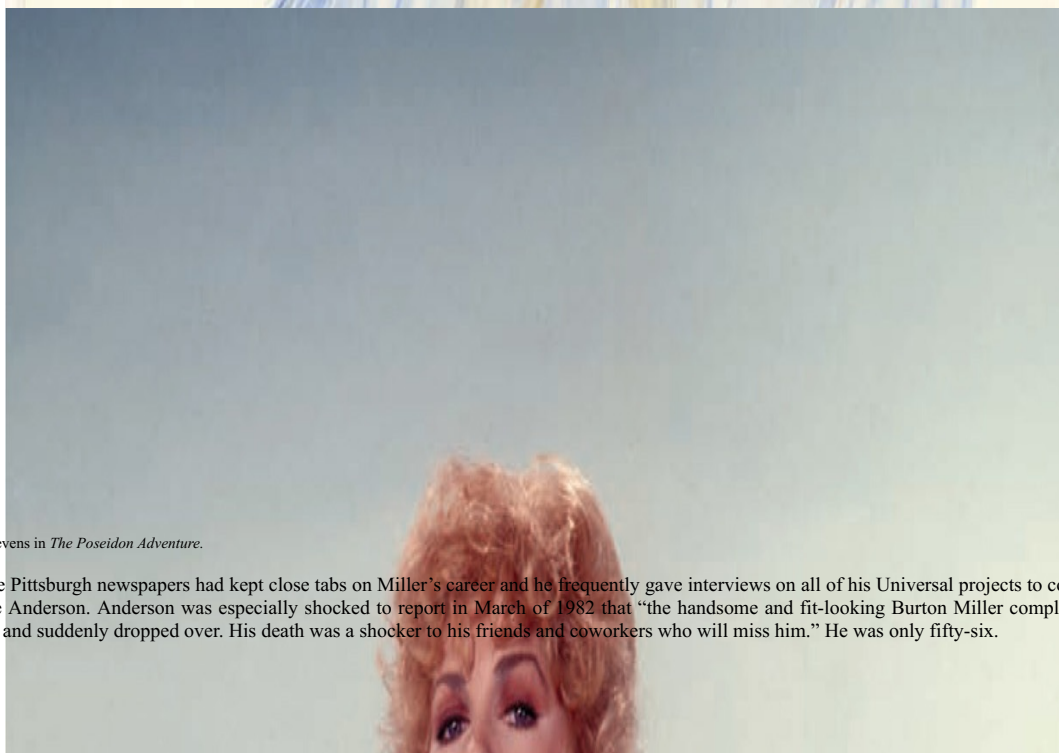 evens in The Poseidon Adventure.
e Pittsburgh newspapers had kept close tabs on Miller’s career and he frequently gave interviews on all of his Universal projects to co
e Anderson. Anderson was especially shocked to report in March of 1982 that “the handsome and fit-looking Burton Miller compl
and suddenly dropped over. His death was a shocker to his friends and coworkers who will miss him.” He was only fifty-six.